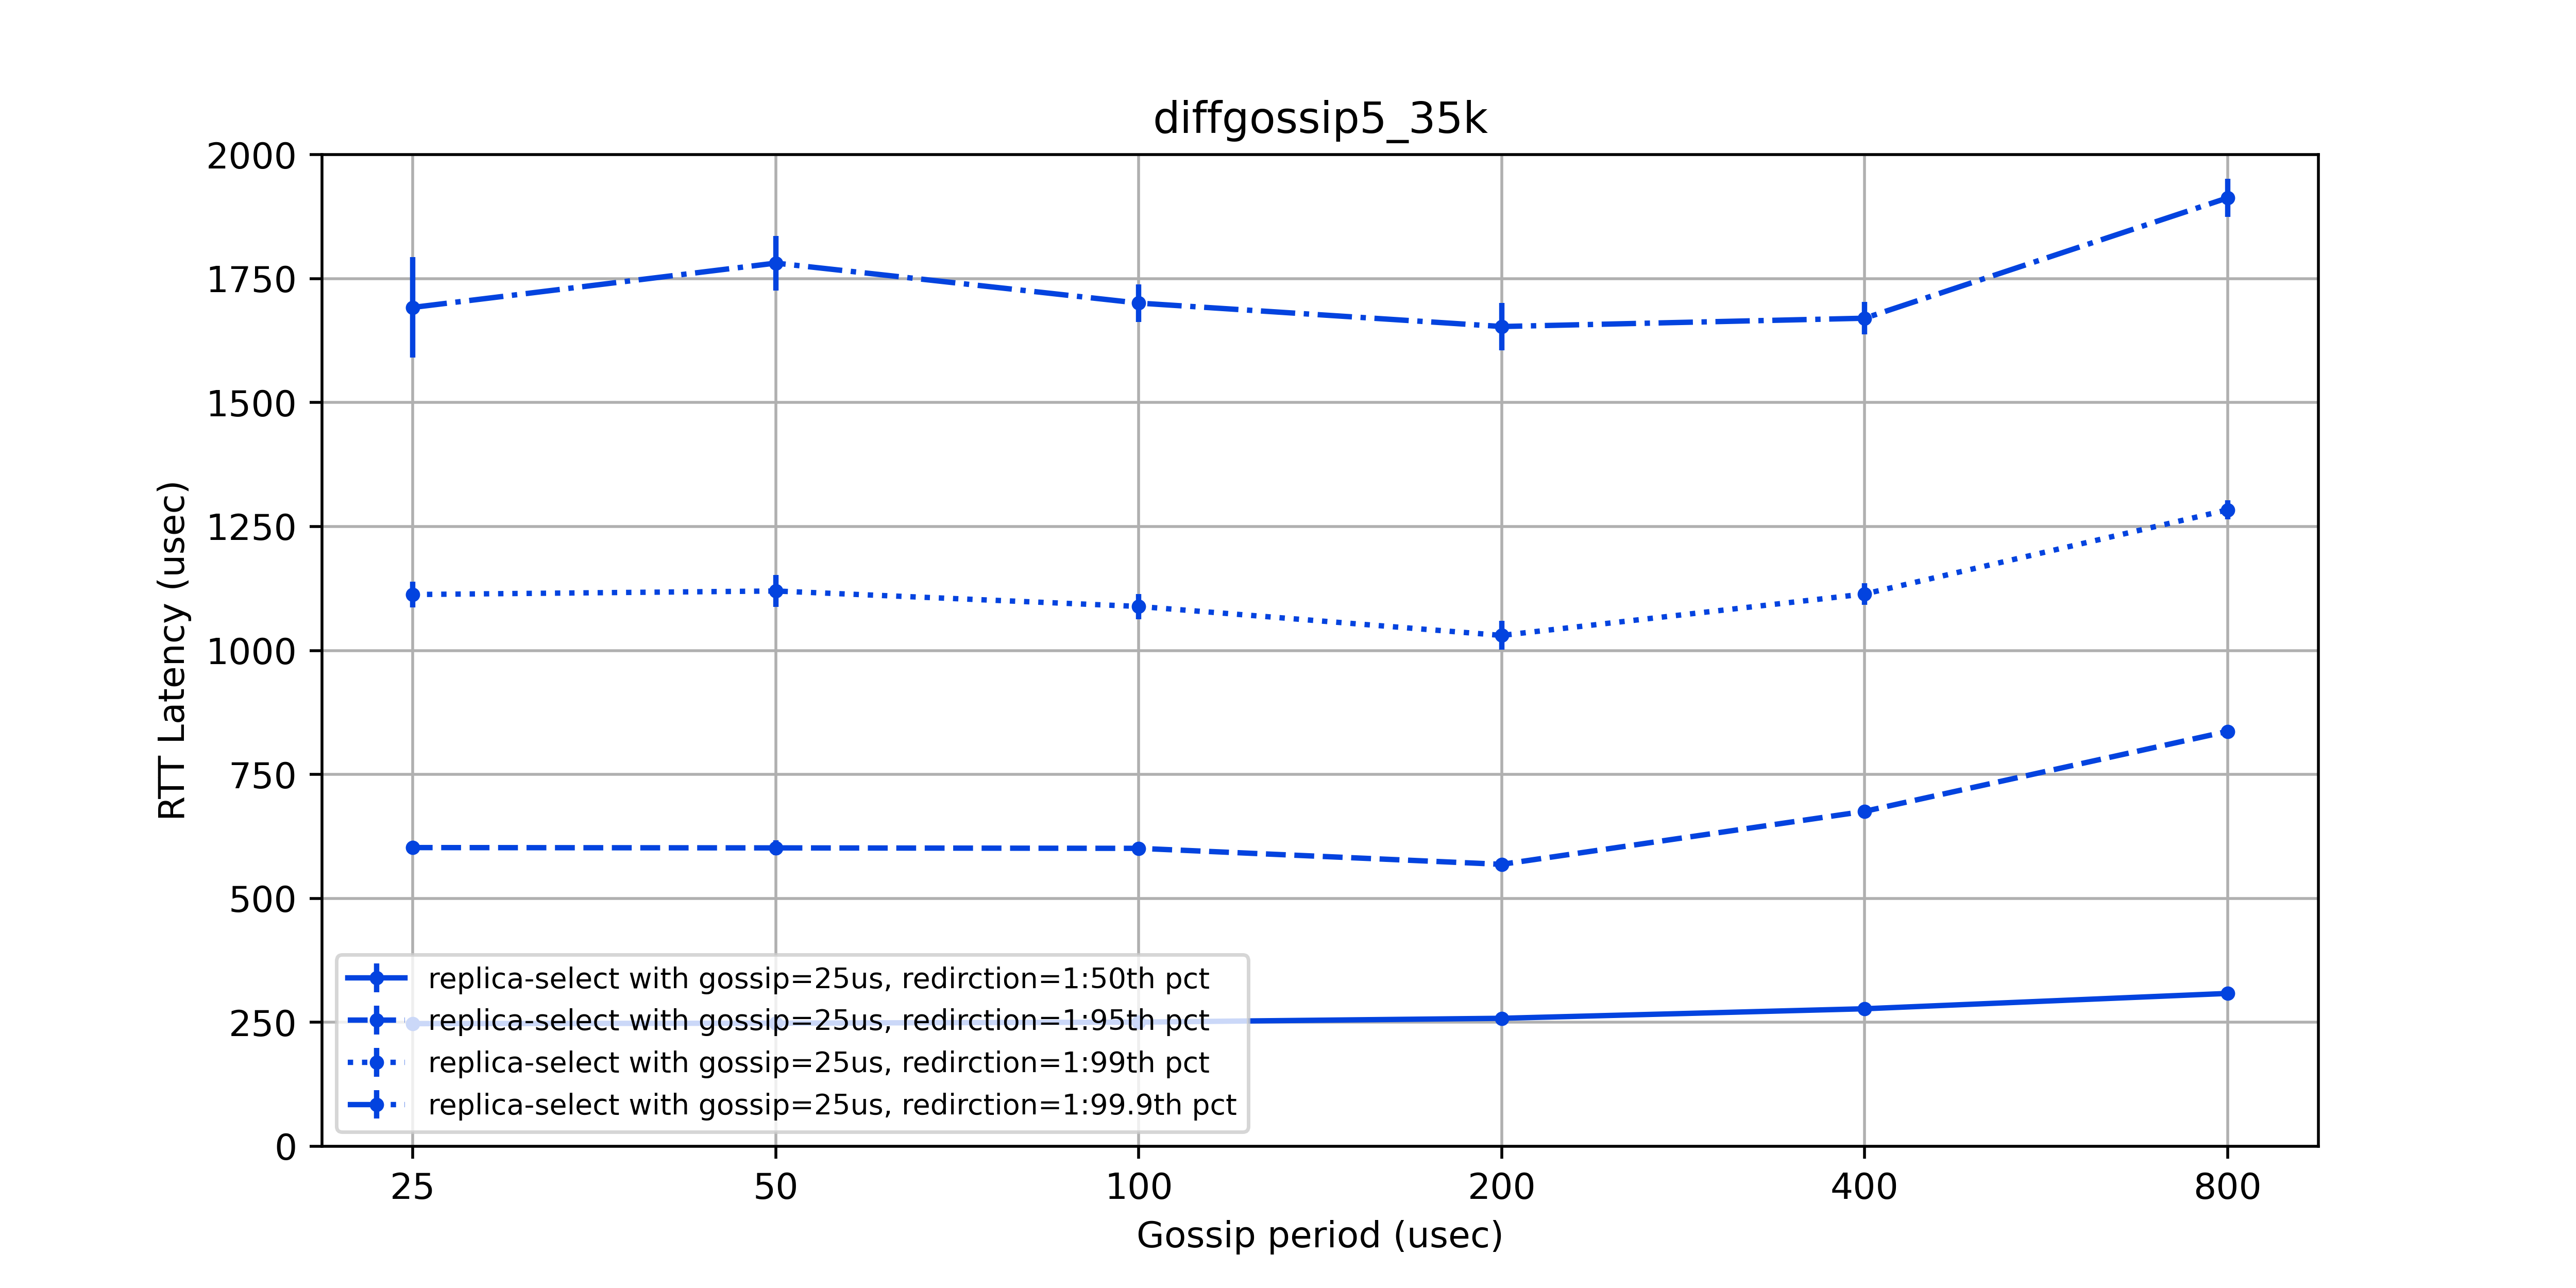 diffgossip5_35k
2000
1750
1500
1250
1000
750
500
250
0
RTT Latency (usec)
replica-select with gossip=25us, redirction=1:50th pct
replica-select with gossip=25us, redirction=1:95th pct
replica-select with gossip=25us, redirction=1:99th pct
replica-select with gossip=25us, redirction=1:99.9th pct
25 50 100 200 400 800
Gossip period (usec)